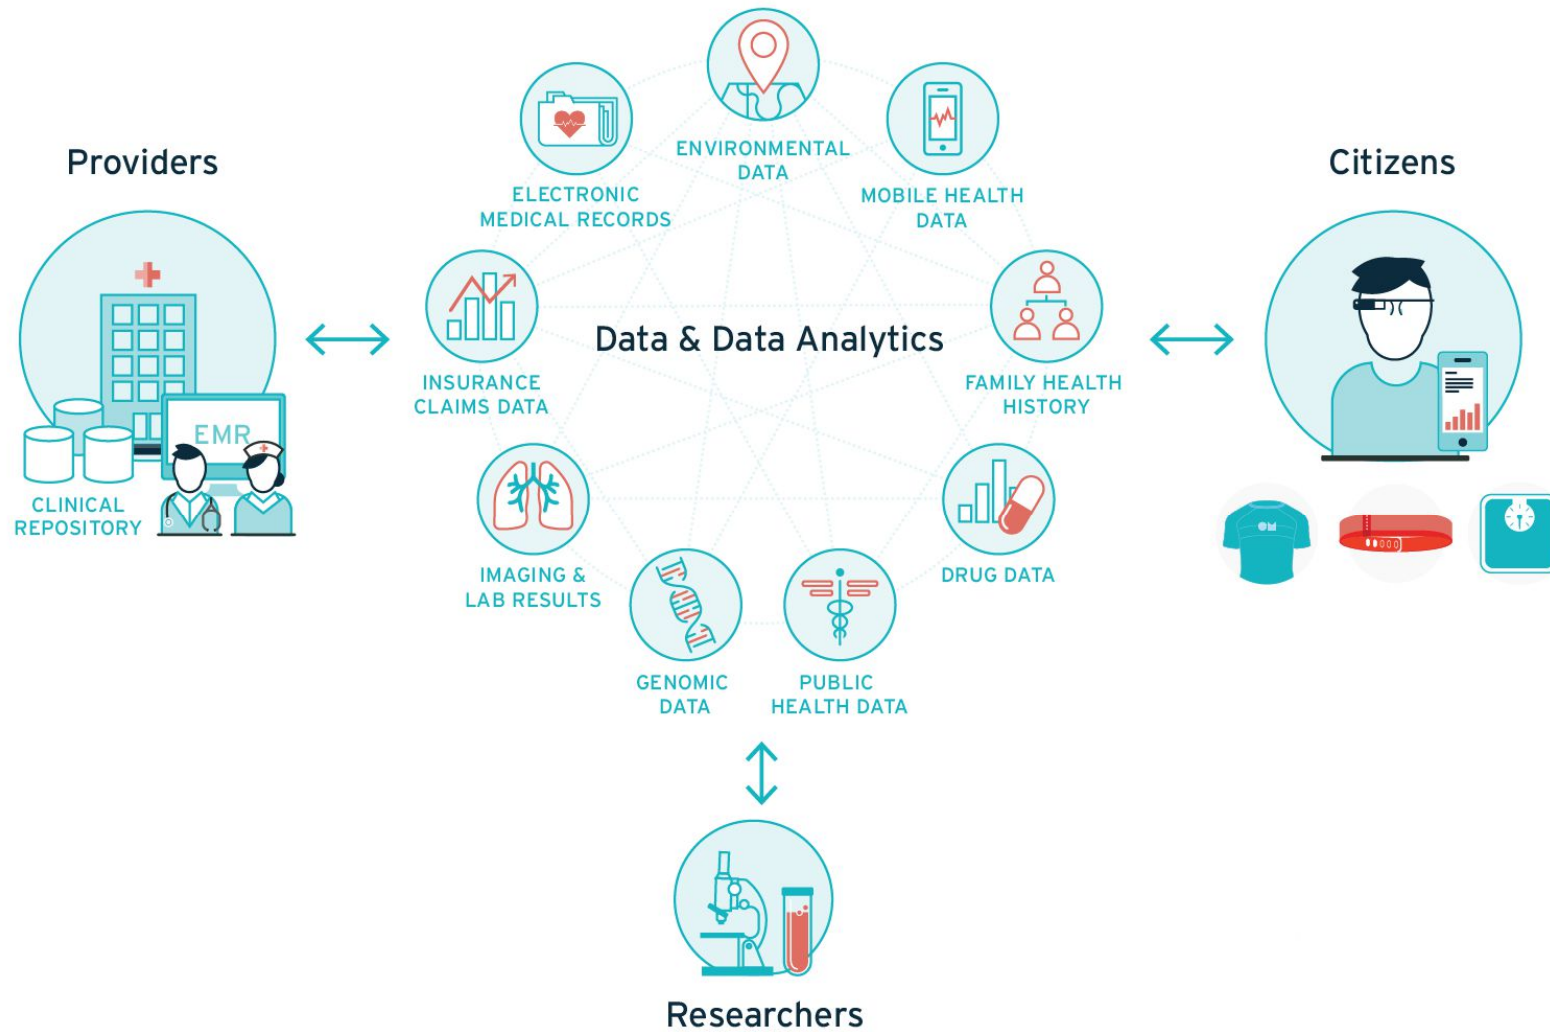 Providers
EMR
CLINICAL
REPOSITORY
ELECTRONIC
MEDICAL RECORDS
ENVIRONMENTAL
DATA
MOBILE HEALTH
DATA
INSURANCE
CLAIMS DATA
Data & Data Analytics
FAMILY HEALTH
HISTORY
IMAGING &
LAB RESULTS
DRUG DATA
GENOMIC
DATA
PUBLIC
HEALTH DATA
Citizens
Researchers